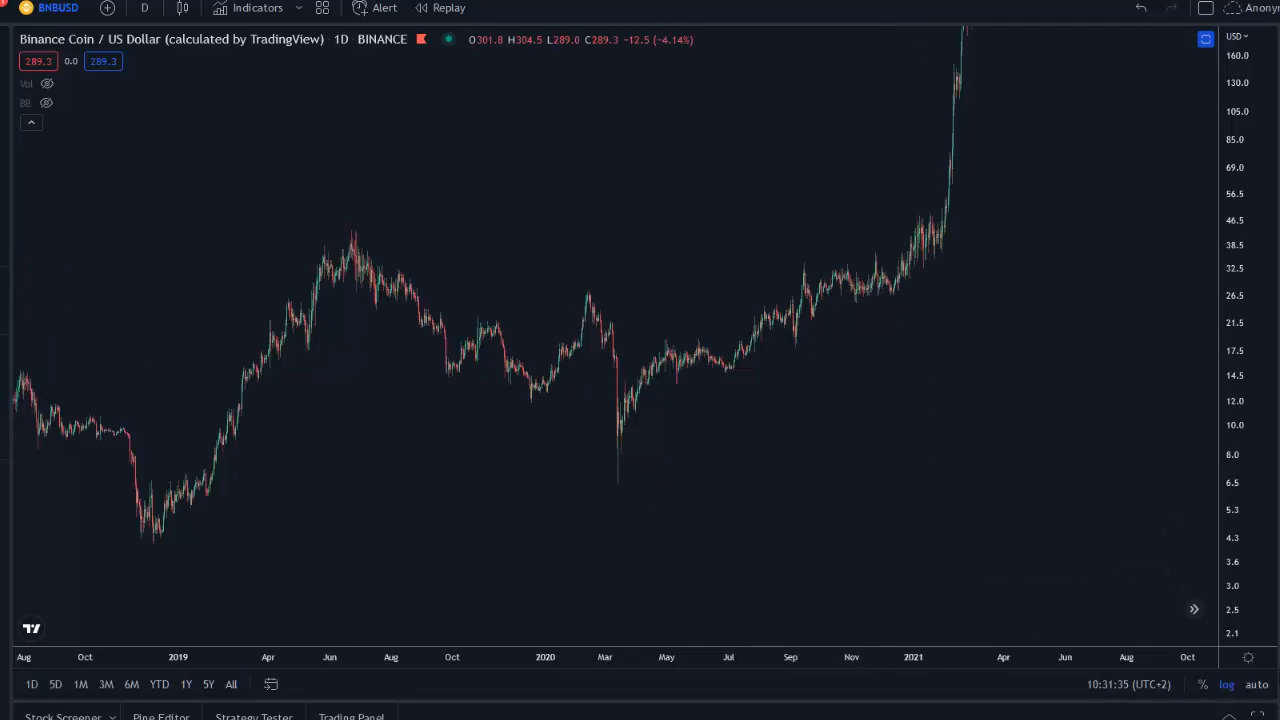 BNBUSD D Indicators Alert Replay Anony
Binance Coin / US Dollar (calculated by TradingView) · 1D · BINANCE O301.8 H304.5 L289.0 C289.3 −12.5 (−4.14%)
289.3 0.0 289.3
Vol
BB
USD
160.0
130.0
105.0
85.0
69.0
56.5
46.5
38.5
32.5
26.5
21.5
17.5
14.5
12.0
10.0
8.0
6.5
5.3
4.3
3.6
3.0
2.5
2.1
Aug Oct 2019 Apr Jun Aug Oct 2020 Mar May Jul Sep Nov 2021 Apr Jun Aug Oct
1D 5D 1M 3M 6M YTD 1Y 5Y All 10:31:35 (UTC+2) % log auto
Stock Screener Pine Editor Strategy Tester Trading Panel